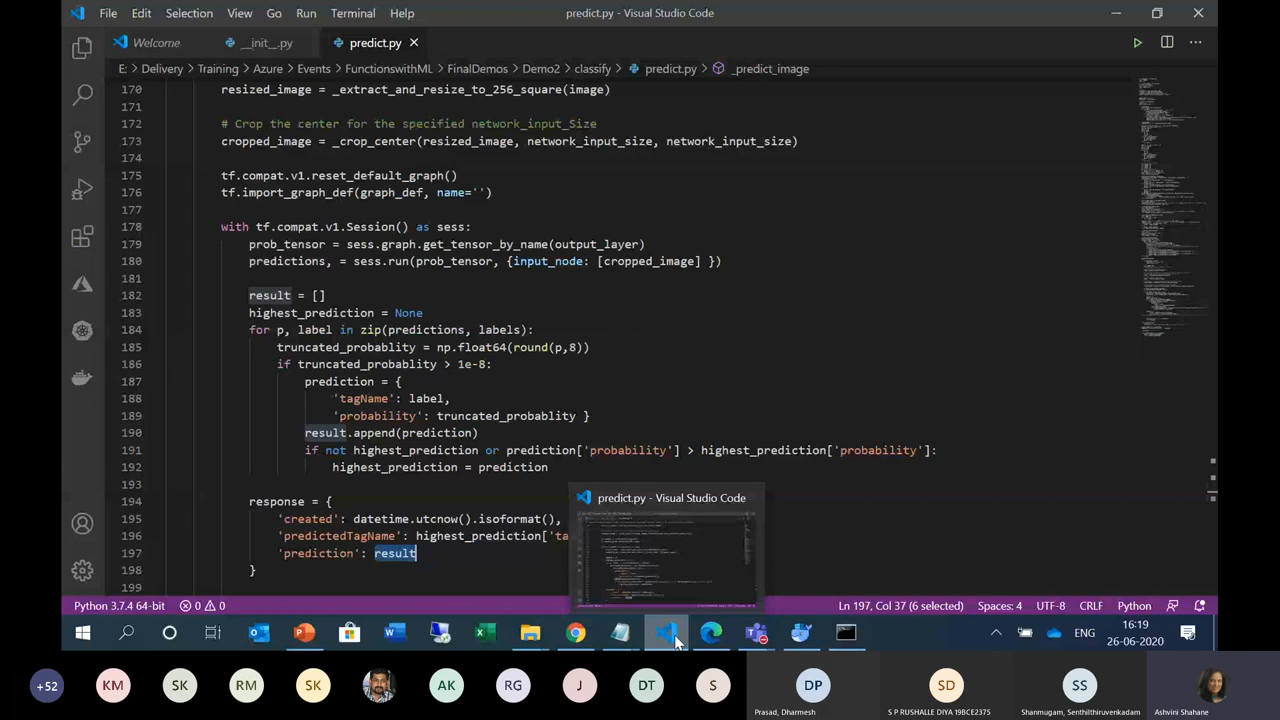 File Edit Selection View Go Run Terminal Help predict.py - Visual Studio Code
Welcome __init__.py predict.py
E: > Delivery > Training > Azure > Events > FunctionswithML > FinalDemos > Demo2 > classify > predict.py > _predict_image
170 resized_image = _extract_and_resize_to_256_square(image)
171
172 # Crop the center for the specified network_input_Size
173 cropped_image = _crop_center(resized_image, network_input_size, network_input_size)
174
175 tf.compat.v1.reset_default_graph()
176 tf.import_graph_def(graph_def, name='')
177
178 with tf.compat.v1.Session() as sess:
179 prob_tensor = sess.graph.get_tensor_by_name(output_layer)
180 predictions, = sess.run(prob_tensor, {input_node: [cropped_image] })
181
182 result = []
183 highest_prediction = None
184 for p, label in zip(predictions, labels):
185 truncated_probablity = np.float64(round(p,8))
186 if truncated_probablity > 1e-8:
187 prediction = {
188 'tagName': label,
189 'probability': truncated_probablity }
190 result.append(prediction)
191 if not highest_prediction or prediction['probability'] > highest_prediction['probability']:
192 highest_prediction = prediction
193
194 response = {
195 'created': datetime.utcnow().isoformat(),
196 'predictedTagName': highest_prediction['ta
197 'prediction': result
198 }
199
predict.py - Visual Studio Code
Python 3.7.4 64-bit 0 0 Ln 197, Col 37 (6 selected) Spaces: 4 UTF-8 CRLF Python
ENG 16:19
26-06-2020
+52 KM SK RM SK AK RG J DT S DP SD SS
Prasad, Dharmesh S P RUSHALLE DIYA 19BCE2375 Shanmugam, Senthilthiruvenkadam Ashvini Shahane